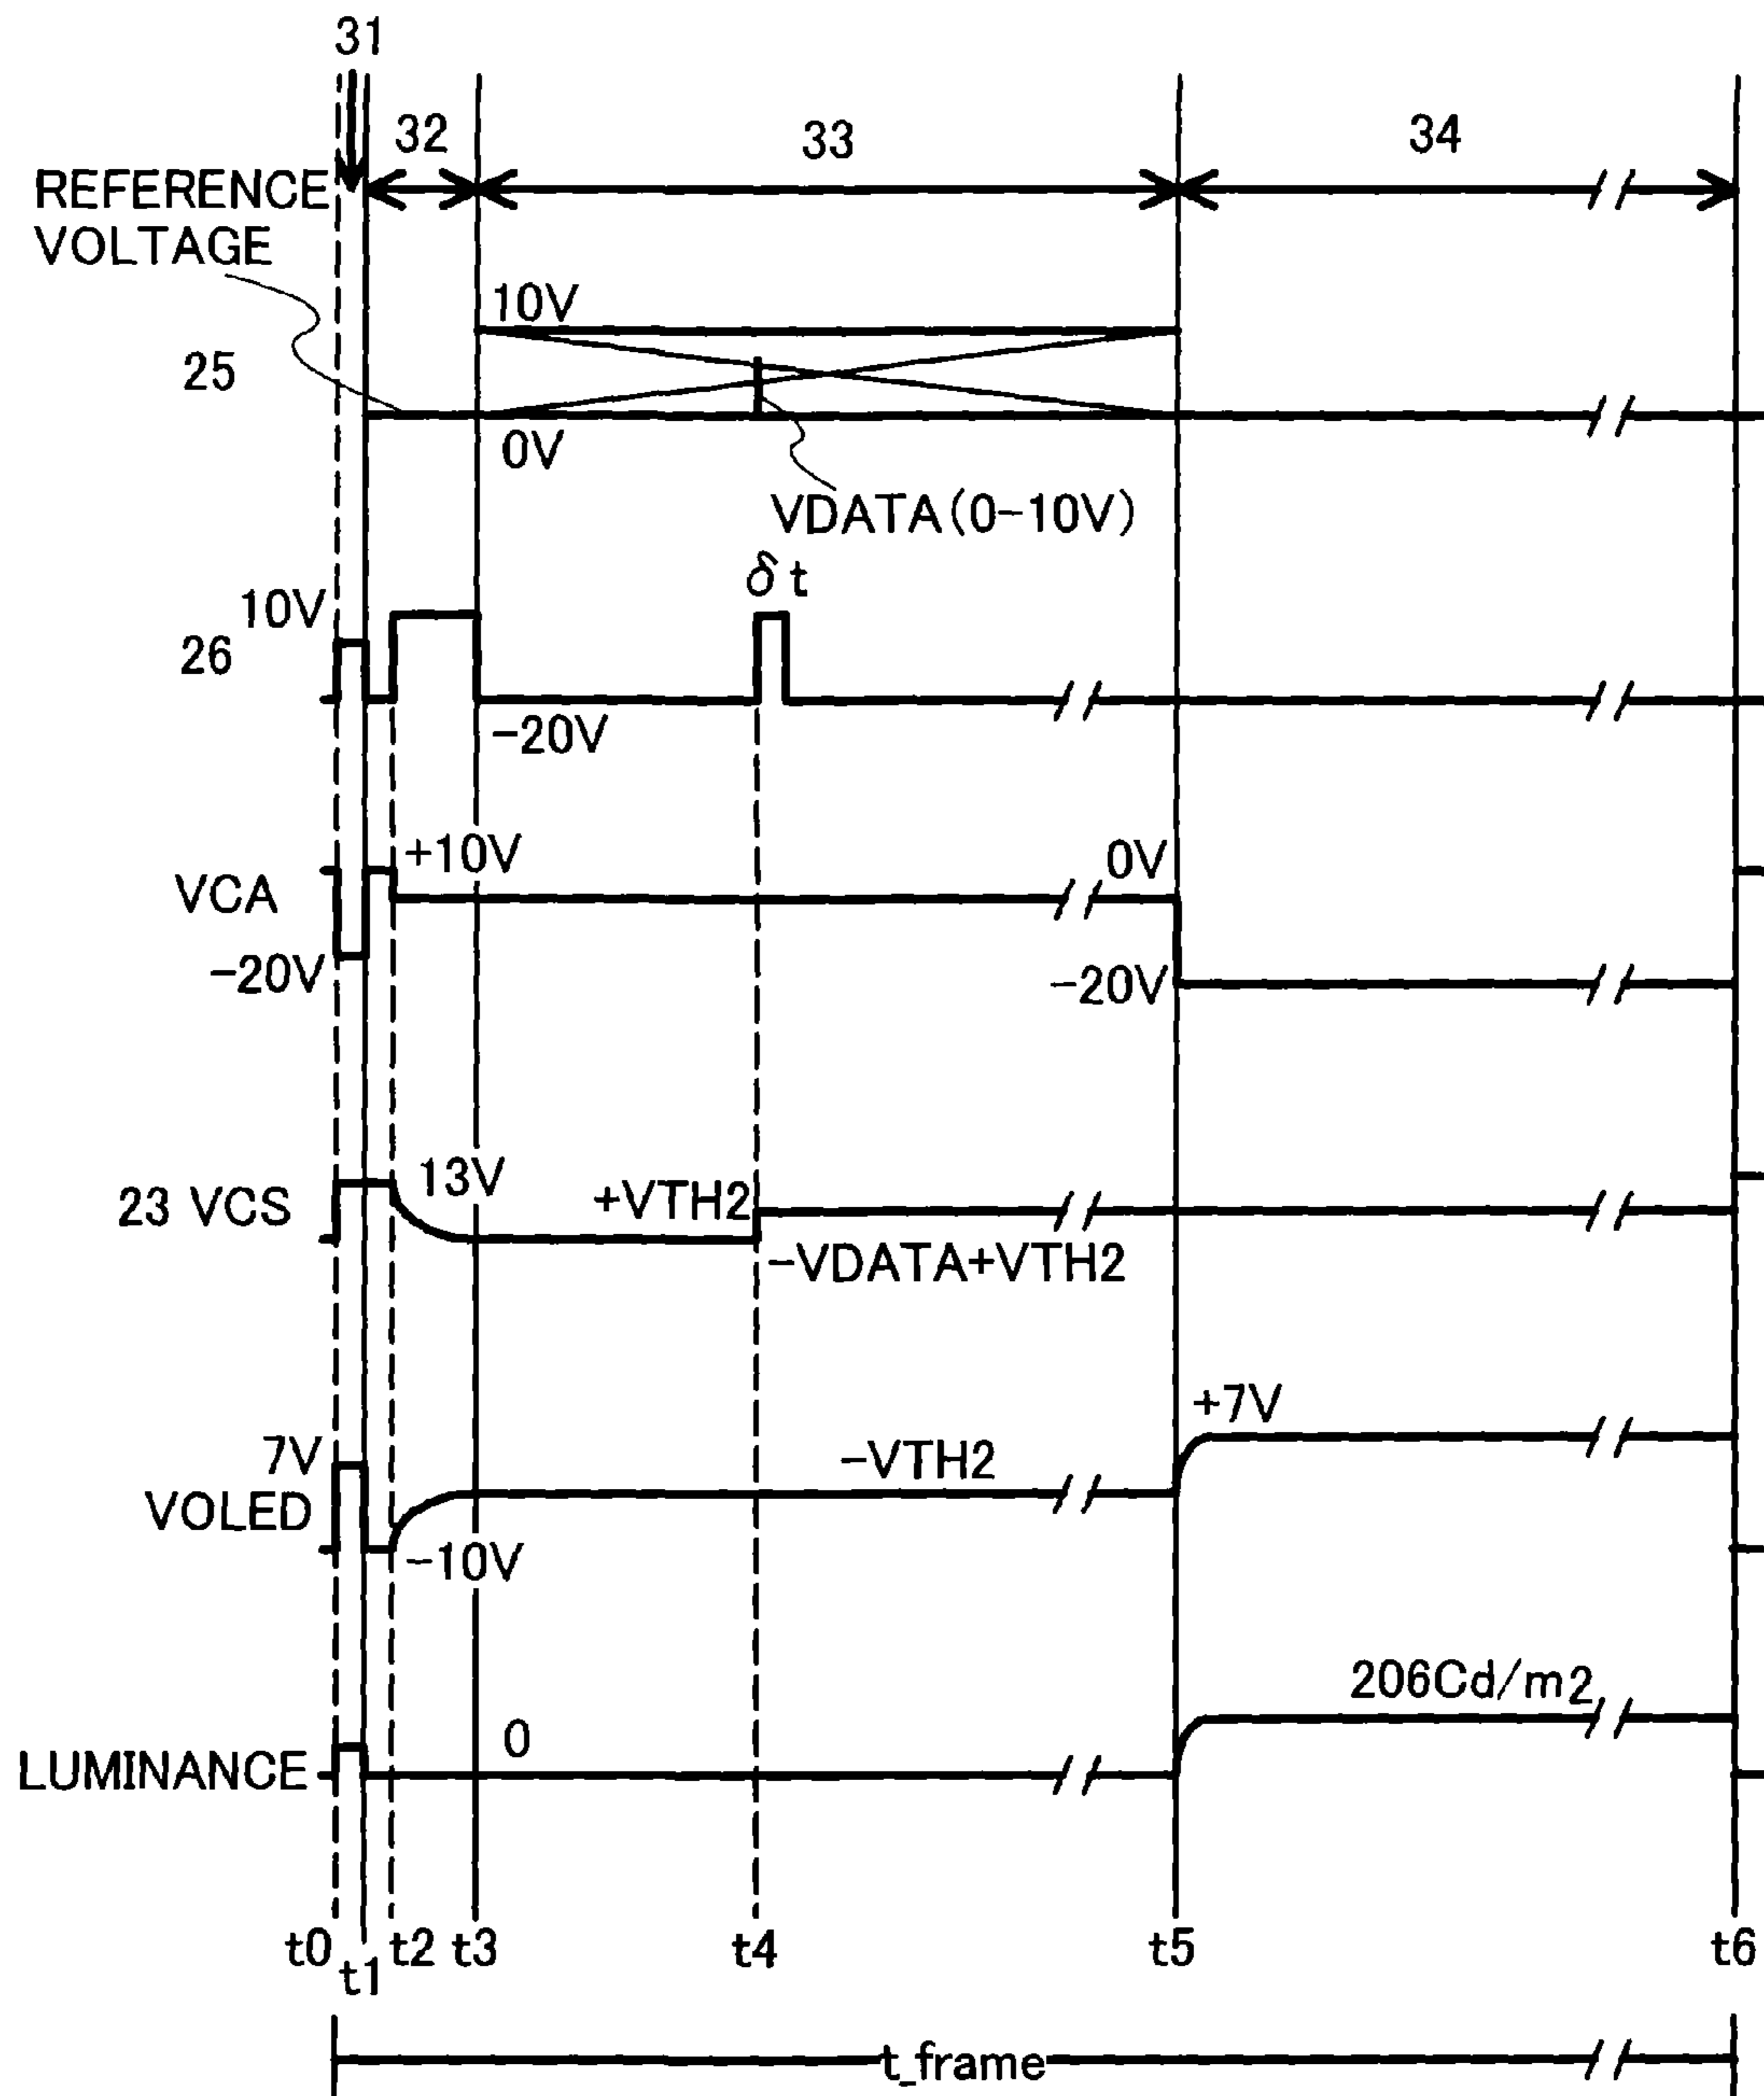 31
32
33
34
REFERENCE
VOLTAGE
10V
25
0V
VDATA(0-10V)
δt
10V
26
-20V
+10V
0V
VCA
-20V
-20V
13V
+VTH2
23 VCS
-VDATA+VTH2
+7V
7V
-VTH2
VOLED
-10V
206Cd/m2
0
LUMINANCE
t0
t1
t2
t3
t4
t5
t6
t_frame